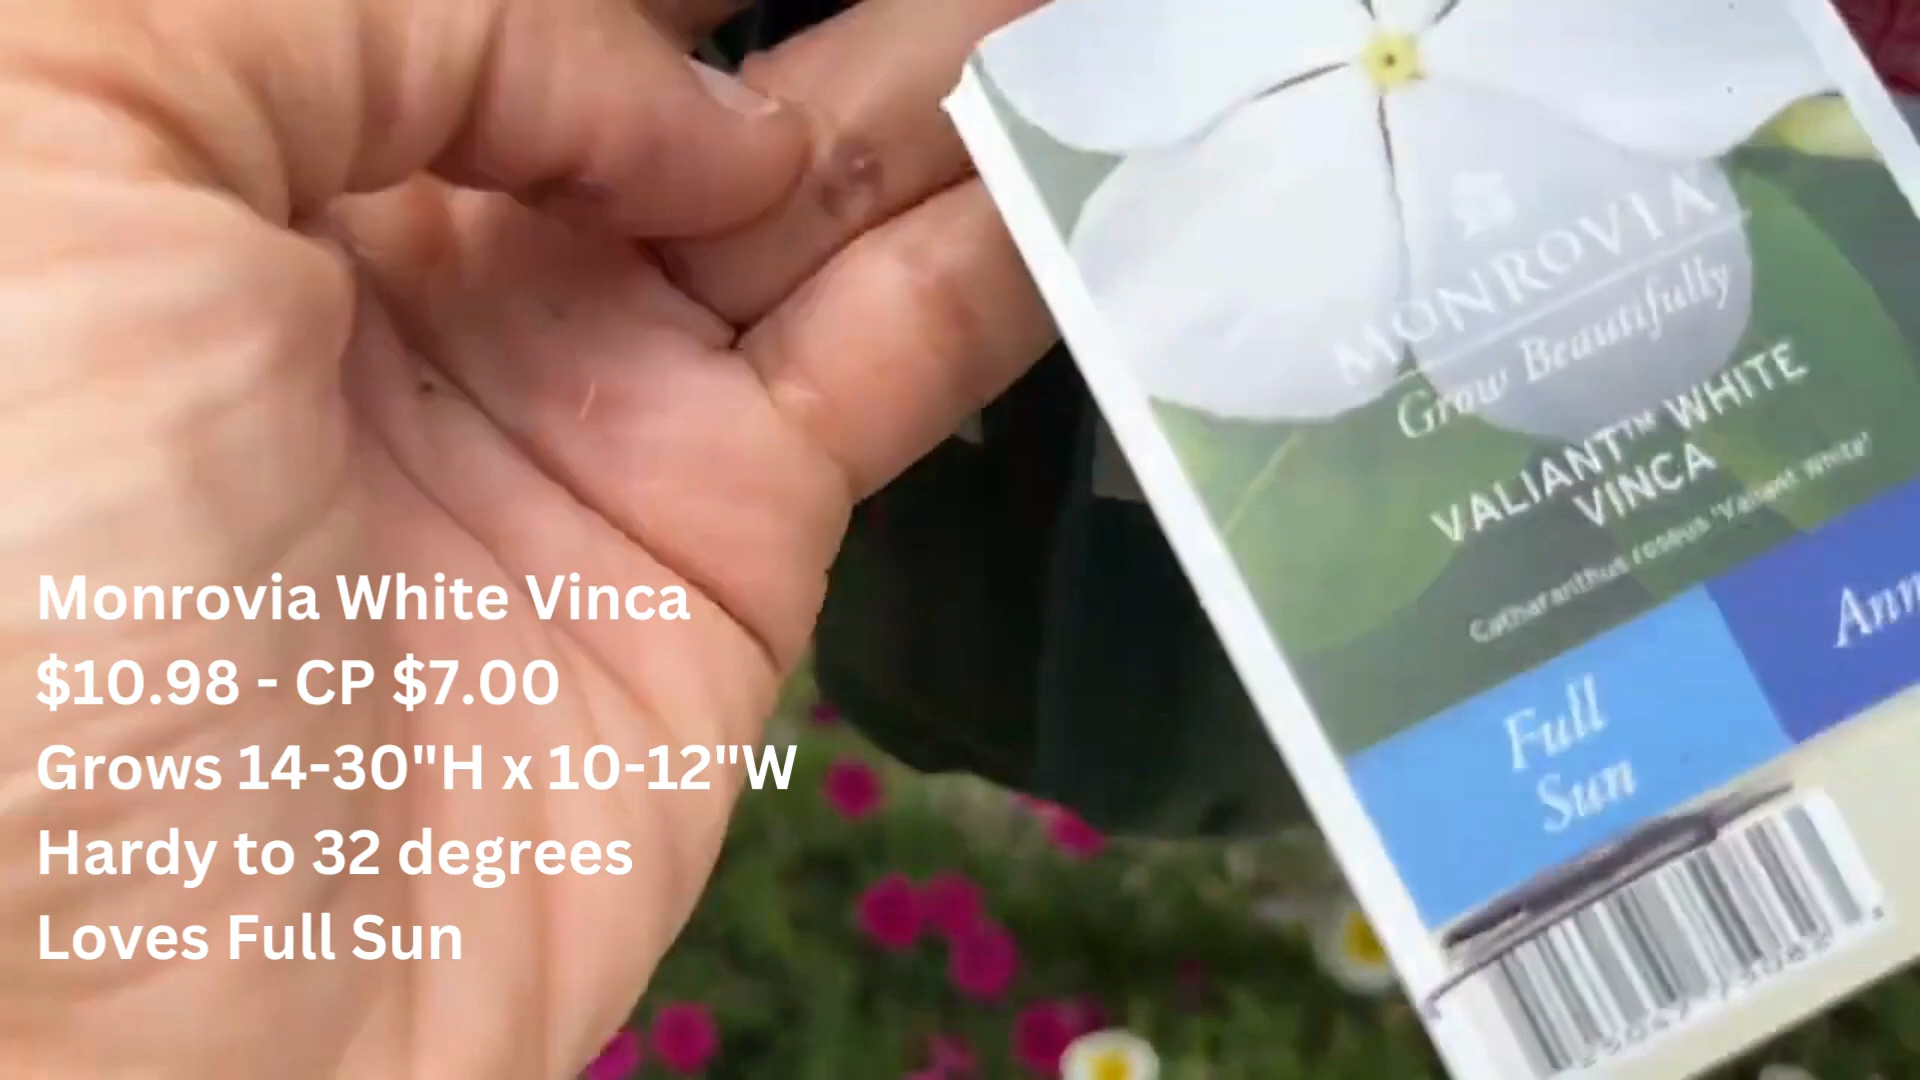 MONROVIA
Grow Beautifully
VALIANT™ WHITE
VINCA
Catharanthus roseus 'Valiant White'
Full
Sun
Monrovia White Vinca
$10.98 - CP $7.00
Grows 14-30"H x 10-12"W
Hardy to 32 degrees
Loves Full Sun